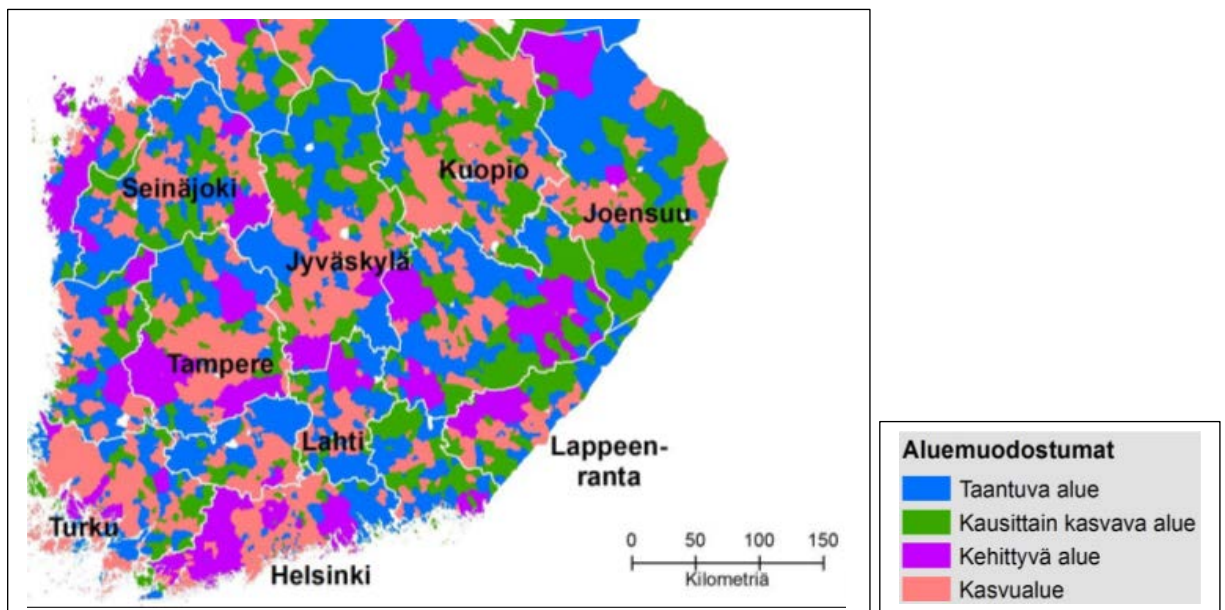 Seinäjoki
Kuopio
Joensuu
Jyväskylä
Tampere
Lahti
Lappeen-
ranta
Turku
Helsinki
0 50 100 150
Kilometriä
Aluemuodostumat
Taantuva alue
Kausittain kasvava alue
Kehittyvä alue
Kasvualue